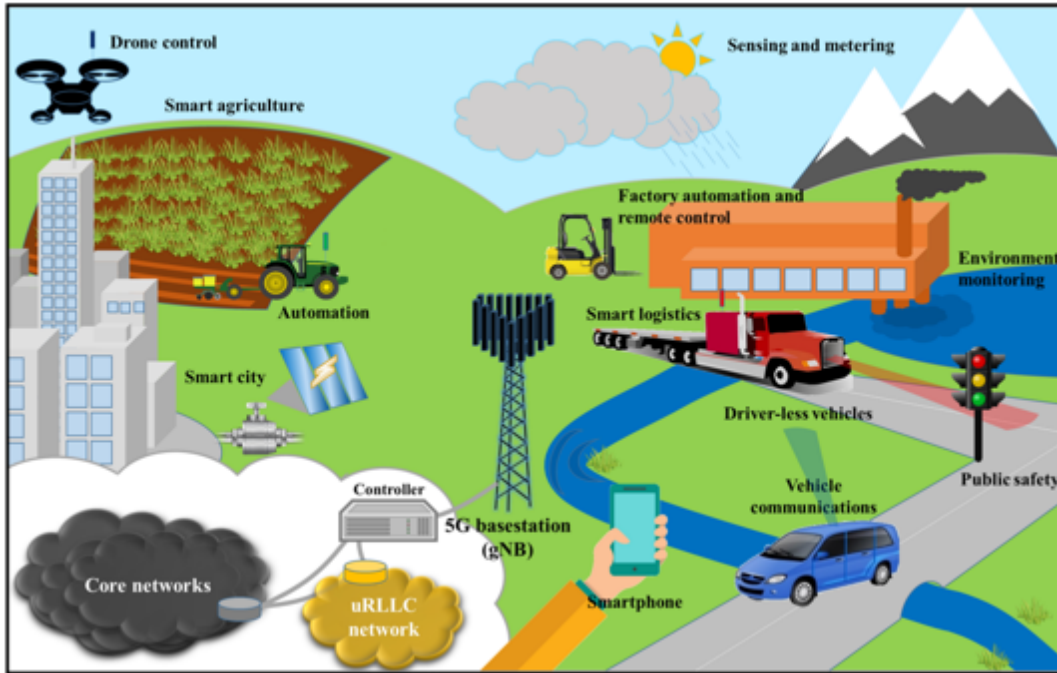 Drone control
Sensing and metering
Smart agriculture
Factory automation and
remote control
Environment
monitoring
Automation
Smart logistics
Smart city
Driver-less vehicles
Public safety
Vehicle
communications
Controller
5G basestation
(gNB)
Core networks
uRLLC
network
Smartphone